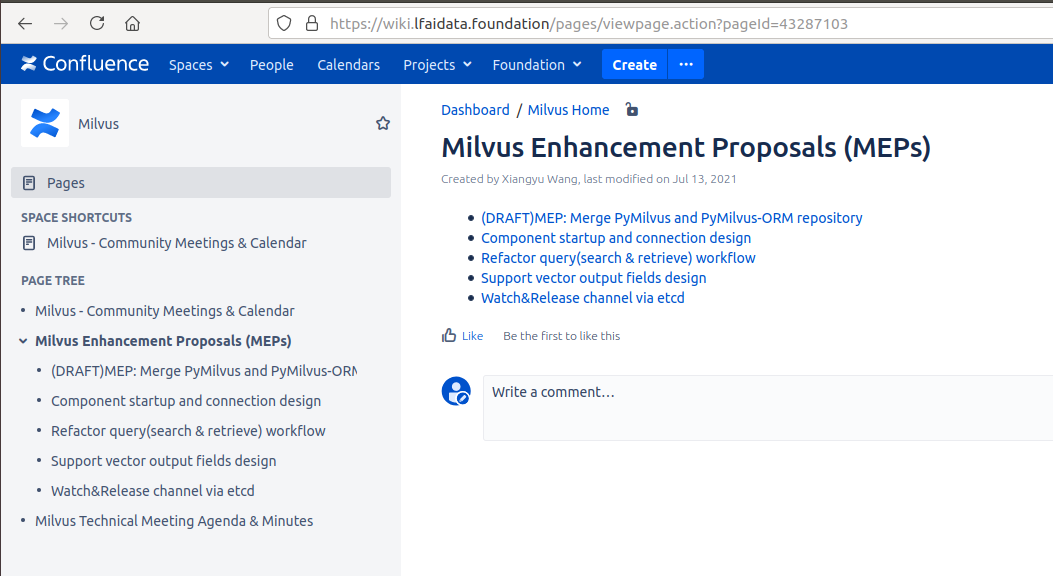 https://wiki.lfaidata.foundation/pages/viewpage.action?pageId=43287103
Confluence Spaces People Calendars Projects Foundation Create ···
Milvus
Pages
SPACE SHORTCUTS
Milvus - Community Meetings & Calendar
PAGE TREE
• Milvus - Community Meetings & Calendar
Milvus Enhancement Proposals (MEPs)
• (DRAFT)MEP: Merge PyMilvus and PyMilvus-ORM
• Component startup and connection design
• Refactor query(search & retrieve) workflow
• Support vector output fields design
• Watch&Release channel via etcd
• Milvus Technical Meeting Agenda & Minutes
Dashboard / Milvus Home
Milvus Enhancement Proposals (MEPs)
Created by Xiangyu Wang, last modified on Jul 13, 2021
• (DRAFT)MEP: Merge PyMilvus and PyMilvus-ORM repository
• Component startup and connection design
• Refactor query(search & retrieve) workflow
• Support vector output fields design
• Watch&Release channel via etcd
Like Be the first to like this
Write a comment…